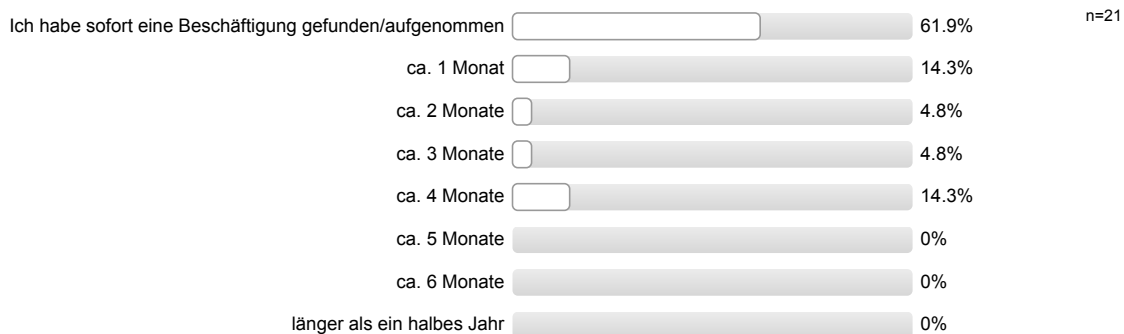 Ich habe sofort eine Beschäftigung gefunden/aufgenommen 61.9% n=21
ca. 1 Monat 14.3%
ca. 2 Monate 4.8%
ca. 3 Monate 4.8%
ca. 4 Monate 14.3%
ca. 5 Monate 0%
ca. 6 Monate 0%
länger als ein halbes Jahr 0%